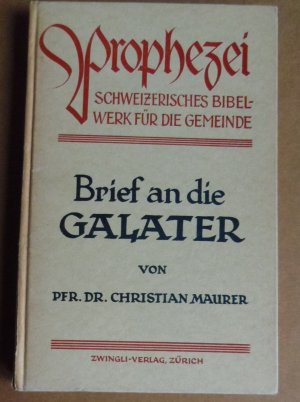 Prophezei
SCHWEIZERISCHES BIBEL-
WERK FÜR DIE GEMEINDE
Brief an die
GALATER
VON
PFR. DR. CHRISTIAN MAURER
ZWINGLI-VERLAG, ZÜRICH